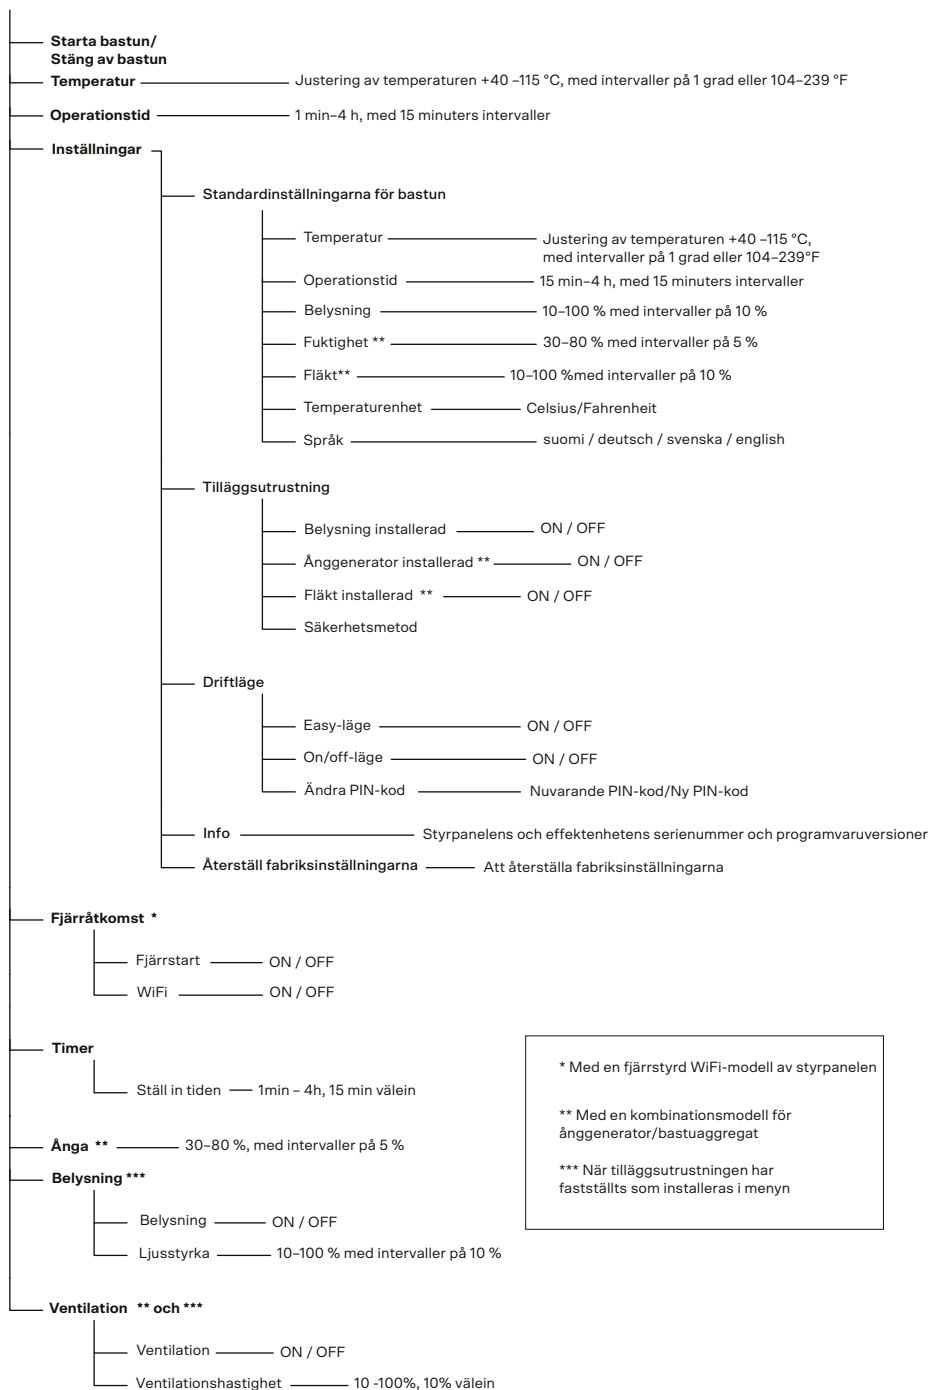 Starta bastun/
Stäng av bastun
Temperatur Justering av temperaturen +40 –115 °C, med intervaller på 1 grad eller 104–239 °F
Operationstid 1 min–4 h, med 15 minuters intervaller
Inställningar
Standardinställningarna för bastun
Temperatur Justering av temperaturen +40 –115 °C,
med intervaller på 1 grad eller 104–239°F
Operationstid 15 min–4 h, med 15 minuters intervaller
Belysning 10–100 % med intervaller på 10 %
Fuktighet ** 30–80 % med intervaller på 5 %
Fläkt** 10–100 %med intervaller på 10 %
Temperaturenhet Celsius/Fahrenheit
Språk suomi / deutsch / svenska / english
Tilläggsutrustning
Belysning installerad ON / OFF
Ånggenerator installerad ** ON / OFF
Fläkt installerad ** ON / OFF
Säkerhetsmetod
Driftläge
Easy-läge ON / OFF
On/off-läge ON / OFF
Ändra PIN-kod Nuvarande PIN-kod/Ny PIN-kod
Info Styrpanelens och effektenhetens serienummer och programvaruversioner
Återställ fabriksinställningarna Att återställa fabriksinställningarna
Fjärråtkomst *
Fjärrstart ON / OFF
WiFi ON / OFF
Timer
Ställ in tiden 1min – 4h, 15 min välein
Ånga ** 30–80 %, med intervaller på 5 %
Belysning ***
Belysning ON / OFF
Ljusstyrka 10–100 % med intervaller på 10 %
Ventilation ** och ***
Ventilation ON / OFF
Ventilationshastighet 10 -100%, 10% välein
* Med en fjärrstyrd WiFi-modell av styrpanelen
** Med en kombinationsmodell för
ånggenerator/bastuaggregat
*** När tilläggsutrustningen har
fastställts som installeras i menyn